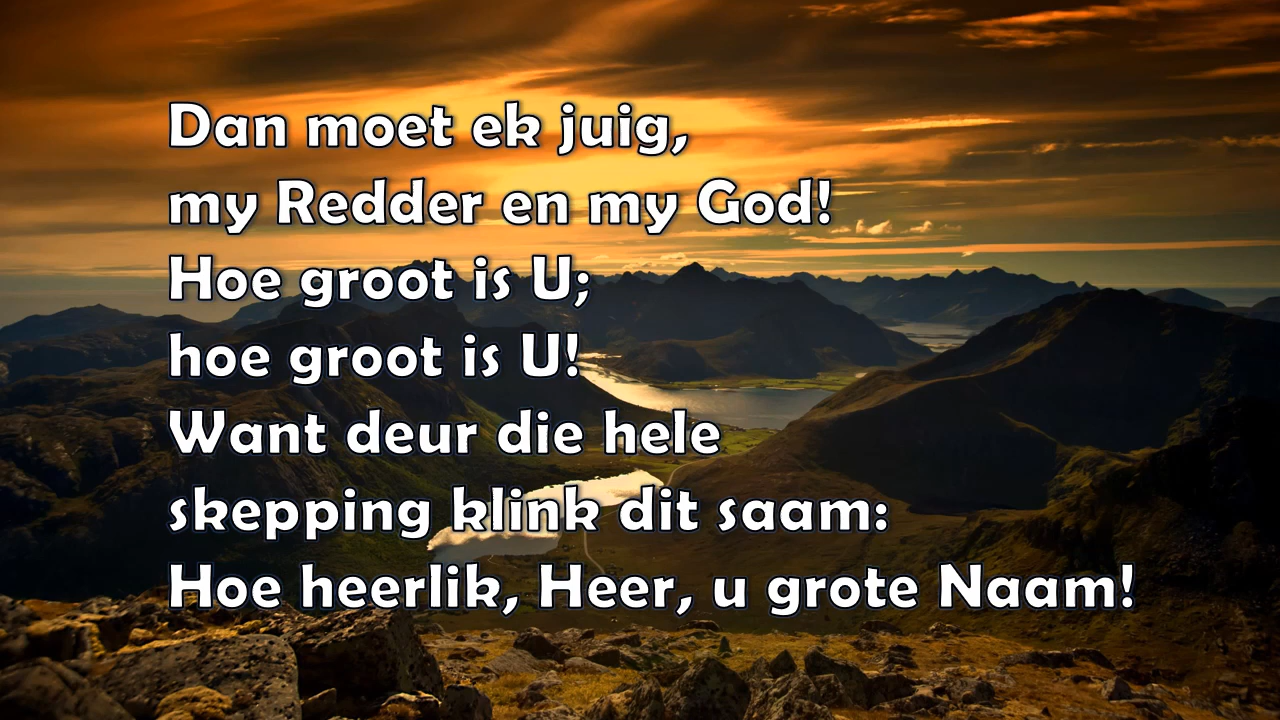 Dan moet ek juig,
my Redder en my God!
Hoe groot is U;
hoe groot is U!
Want deur die hele
skepping klink dit saam:
Hoe heerlik, Heer, u grote Naam!